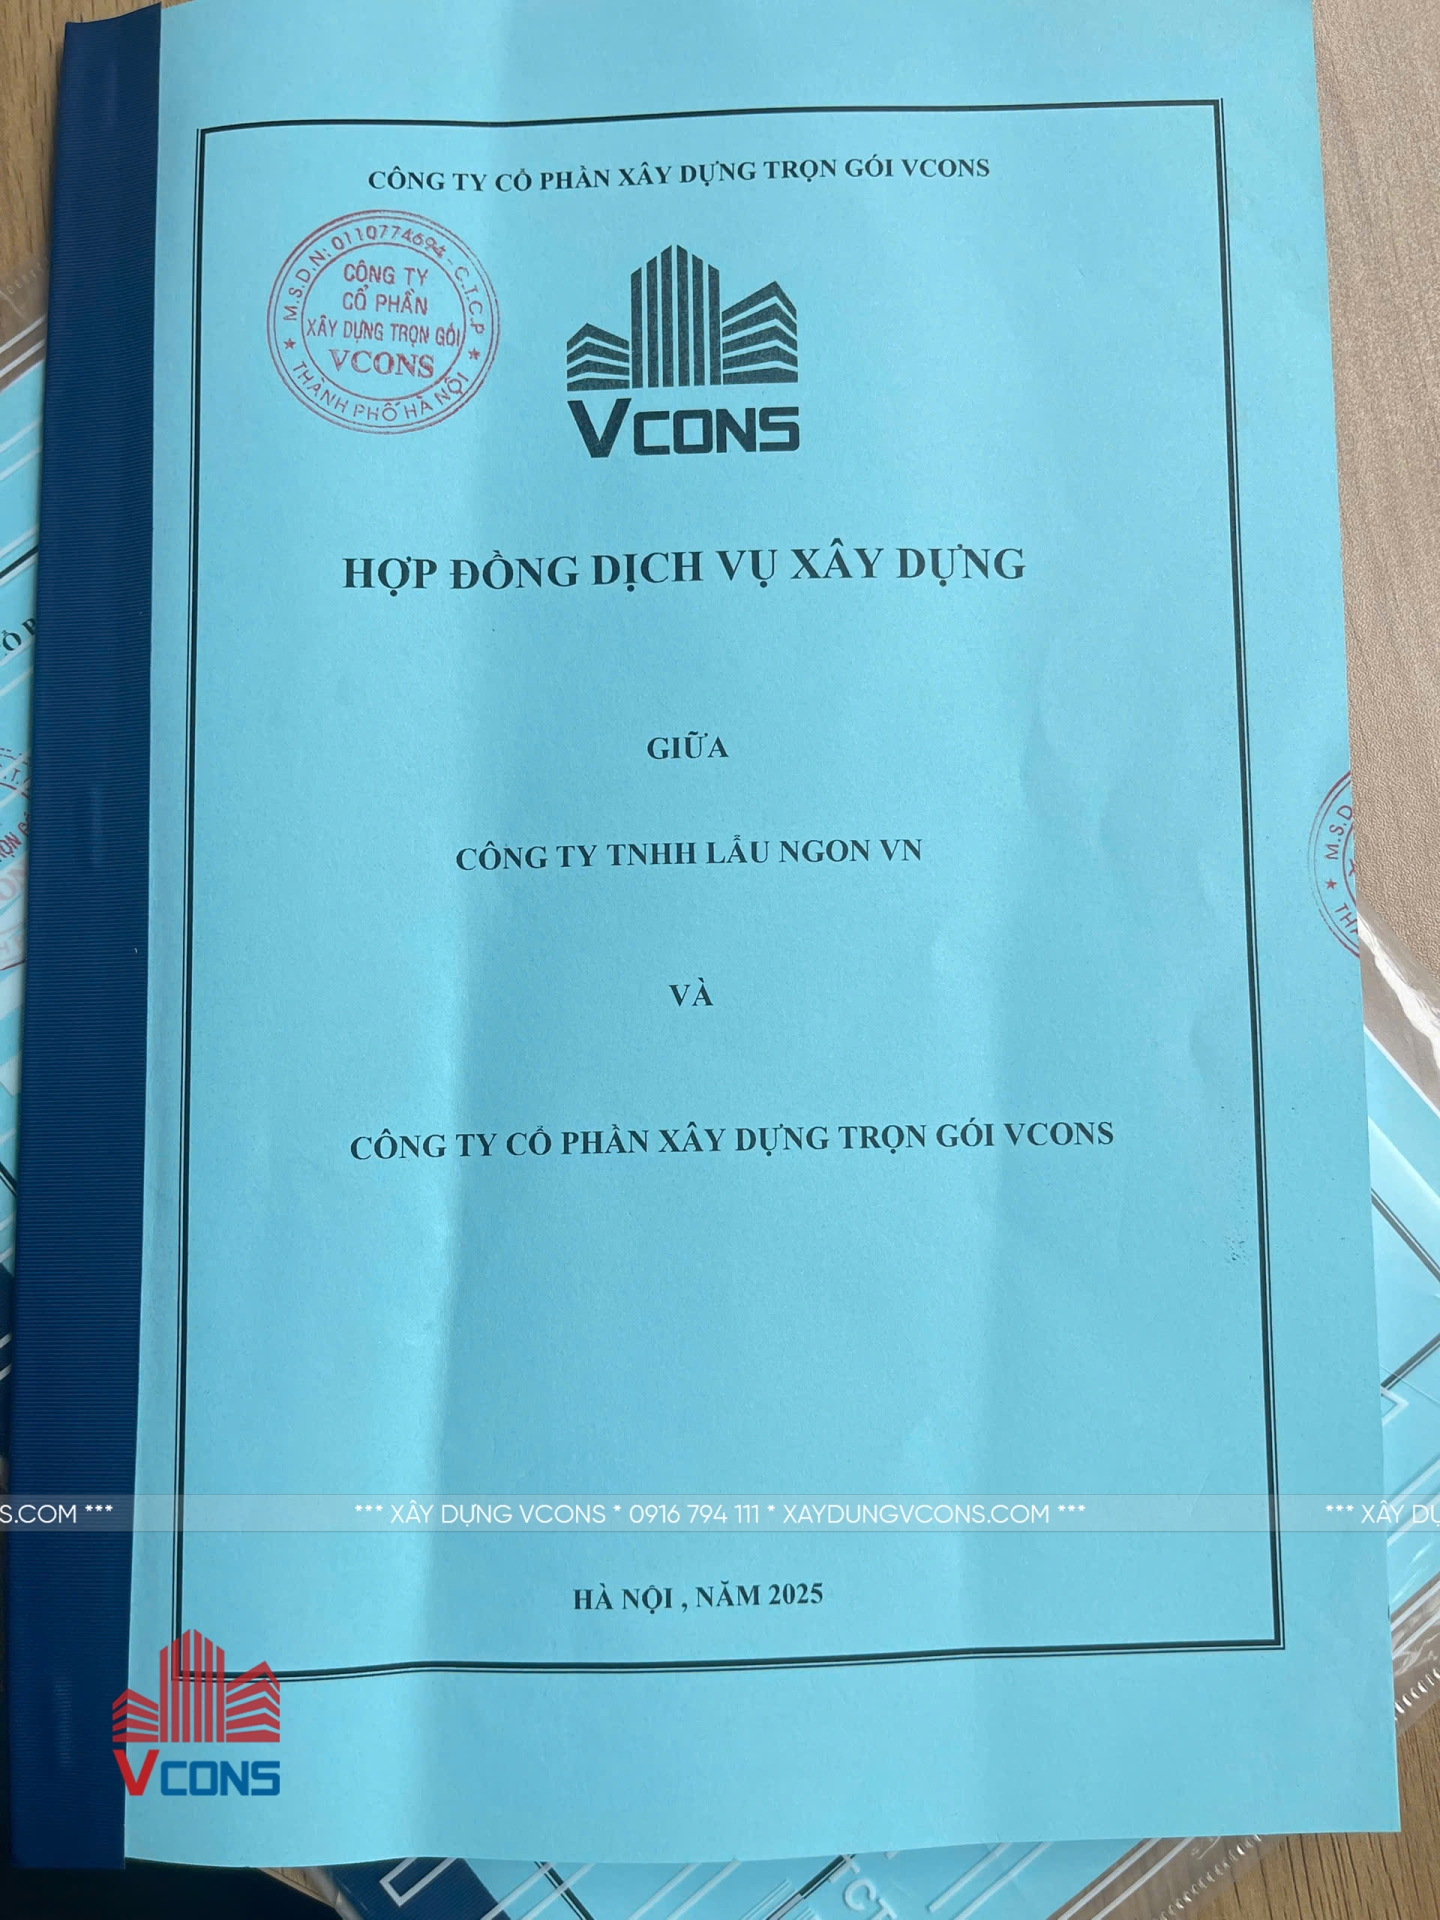 CÔNG TY CỔ PHẦN XÂY DỰNG TRỌN GÓI VCONS
M.S.D.N: 0110774694 - C.T.C.P
CÔNG TY
CỔ PHẦN
XÂY DỰNG TRỌN GÓI
VCONS
★ THÀNH PHỐ HÀ NỘI ★
VCONS
HỢP ĐỒNG DỊCH VỤ XÂY DỰNG
GIỮA
CÔNG TY TNHH LẨU NGON VN
M.S.D
★ TH
VÀ
CÔNG TY CỔ PHẦN XÂY DỰNG TRỌN GÓI VCONS
S.COM *** *** XÂY DỰNG VCONS * 0916 794 111 * XAYDUNGVCONS.COM *** *** XÂY DỰ
HÀ NỘI , NĂM 2025
VCONS